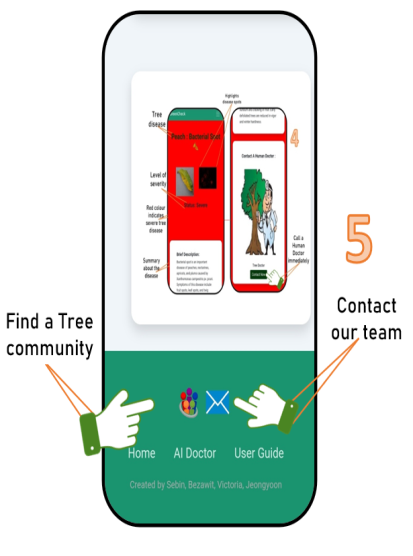 Highlights
disease spots
Tree
disease
Peach : Bacterial Spot
4
Contact A Human Doctor :
Level of
severity
Red colour
indicates
severe tree
disease
Call a
Human
Doctor
immediately
Summary
about the
disease
Brief Description:
Tree Doctor
5
Contact
our team
Find a Tree
community
Home AI Doctor User Guide
Created by Sebin, Bezawit, Victoria, Jeongyoon